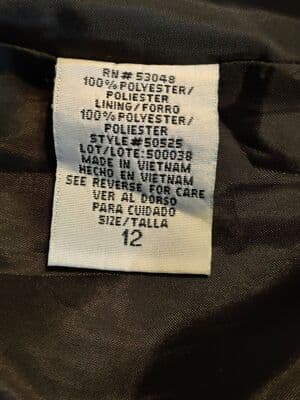 RN# 53048
100% POLYESTER/
POLIESTER
LINING/FORRO
100% POLYESTER/
POLIESTER
STYLE#50525
LOT/LOTE: 500038
MADE IN VIETNAM
HECHO EN VIETNAM
SEE REVERSE FOR CARE
VER AL DORSO
PARA CUIDADO
SIZE/TALLA
12